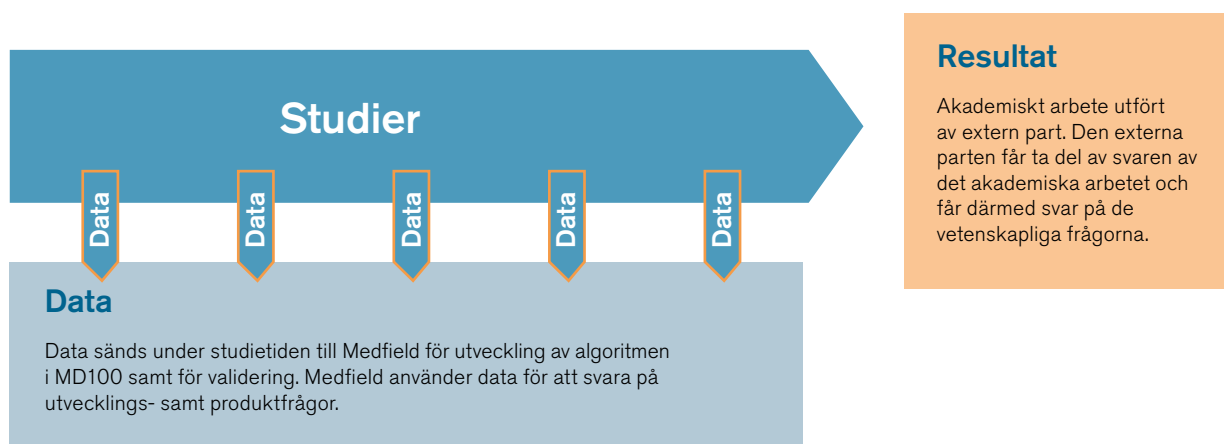 Studier
Data
Data
Data
Data
Data
Data
Data sänds under studietiden till Medfield för utveckling av algoritmen
i MD100 samt för validering. Medfield använder data för att svara på
utvecklings- samt produktfrågor.
Resultat
Akademiskt arbete utfört
av extern part. Den externa
parten får ta del av svaren av
det akademiska arbetet och
får därmed svar på de
vetenskapliga frågorna.